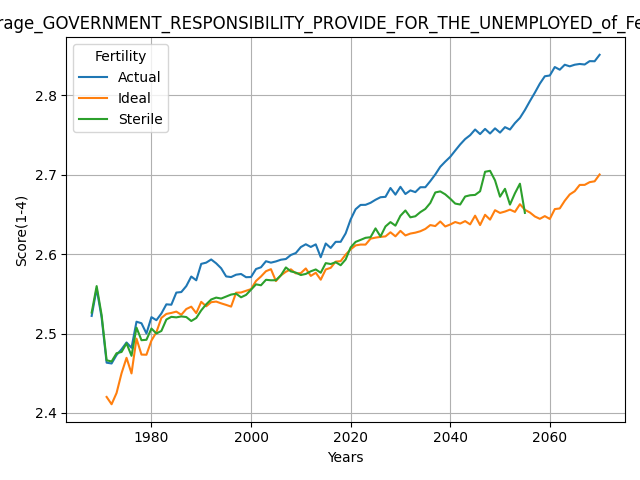 rage_GOVERNMENT_RESPONSIBILITY_PROVIDE_FOR_THE_UNEMPLOYED_of_Fe
Fertility
Actual
Ideal
Sterile
Score(1-4)
2.8
2.7
2.6
2.5
2.4
1980 2000 2020 2040 2060
Years